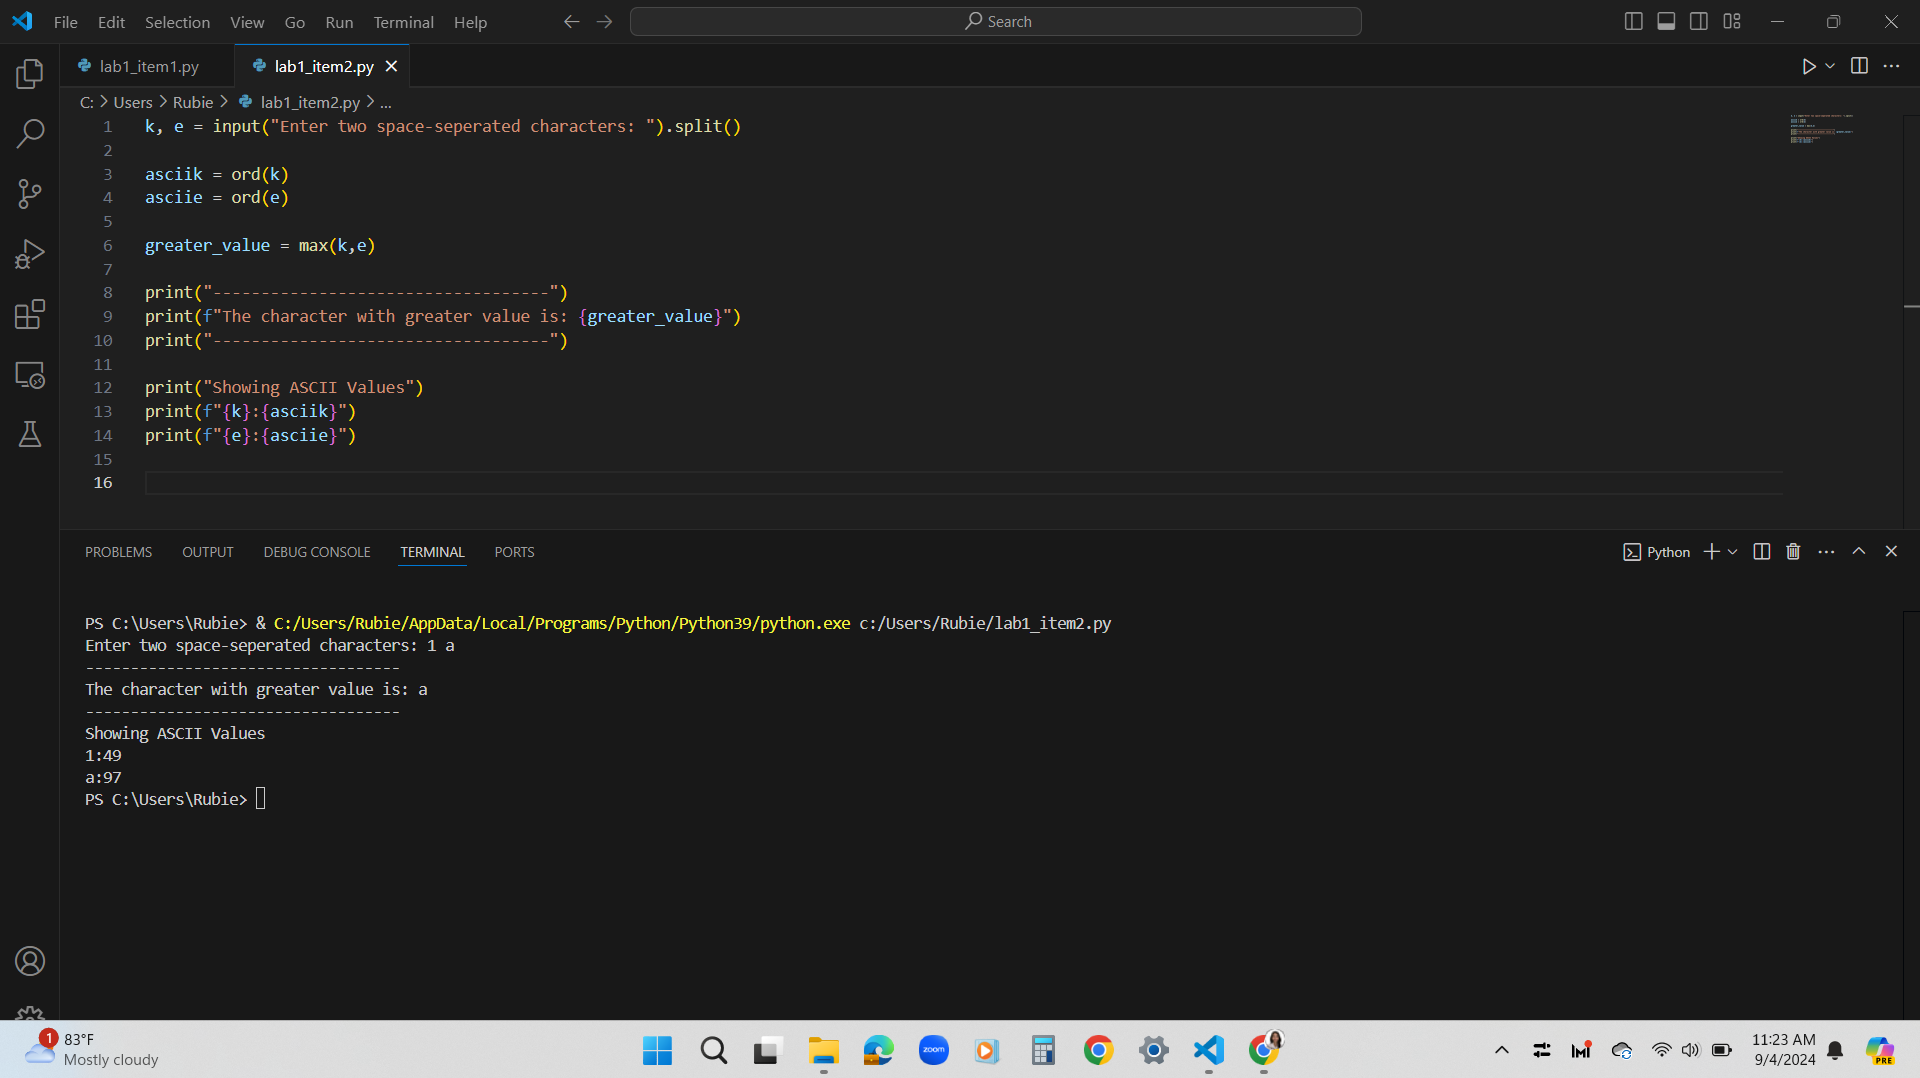 File Edit Selection View Go Run Terminal Help
Search
lab1_item1.py
lab1_item2.py
C: > Users > Rubie > lab1_item2.py > ...
1 k, e = input("Enter two space-seperated characters: ").split()
2
3 asciik = ord(k)
4 asciie = ord(e)
5
6 greater_value = max(k,e)
7
8 print("-----------------------------------")
9 print(f"The character with greater value is: {greater_value}")
10 print("-----------------------------------")
11
12 print("Showing ASCII Values")
13 print(f"{k}:{asciik}")
14 print(f"{e}:{asciie}")
15
16
PROBLEMS OUTPUT DEBUG CONSOLE TERMINAL PORTS
Python
PS C:\Users\Rubie> & C:/Users/Rubie/AppData/Local/Programs/Python/Python39/python.exe c:/Users/Rubie/lab1_item2.py
Enter two space-seperated characters: 1 a
-----------------------------------
The character with greater value is: a
-----------------------------------
Showing ASCII Values
1:49
a:97
PS C:\Users\Rubie>
1
83°F
Mostly cloudy
zoom
11:23 AM
9/4/2024
PRE